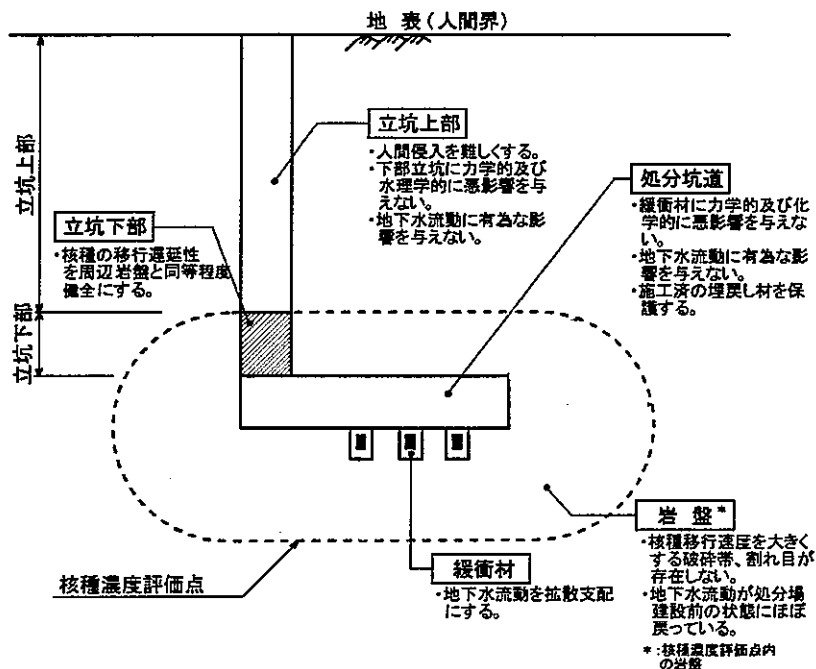 地 表(人間界)
立坑上部
立坑上部
・人間侵入を難しくする。
・下部立坑に力学的及び
水理学的に悪影響を与
えない。
・地下水流動に有為な影
響を与えない。
処分坑道
・緩衝材に力学的及び化
学的に悪影響を与えな
い。
・地下水流動に有為な影
響を与えない。
・施工済の埋戻し材を保
護する。
立坑下部
・核種の移行遅延性
を周辺岩盤と同等程度
健全にする。
立坑下部
岩 盤*
・核種移行速度を大きく
する破砕帯、割れ目が
存在しない。
・地下水流動が処分場
建設前の状態にほぼ
戻っている。
*:核種濃度評価点内
の岩盤
緩衝材
・地下水流動を拡散支配
にする。
核種濃度評価点